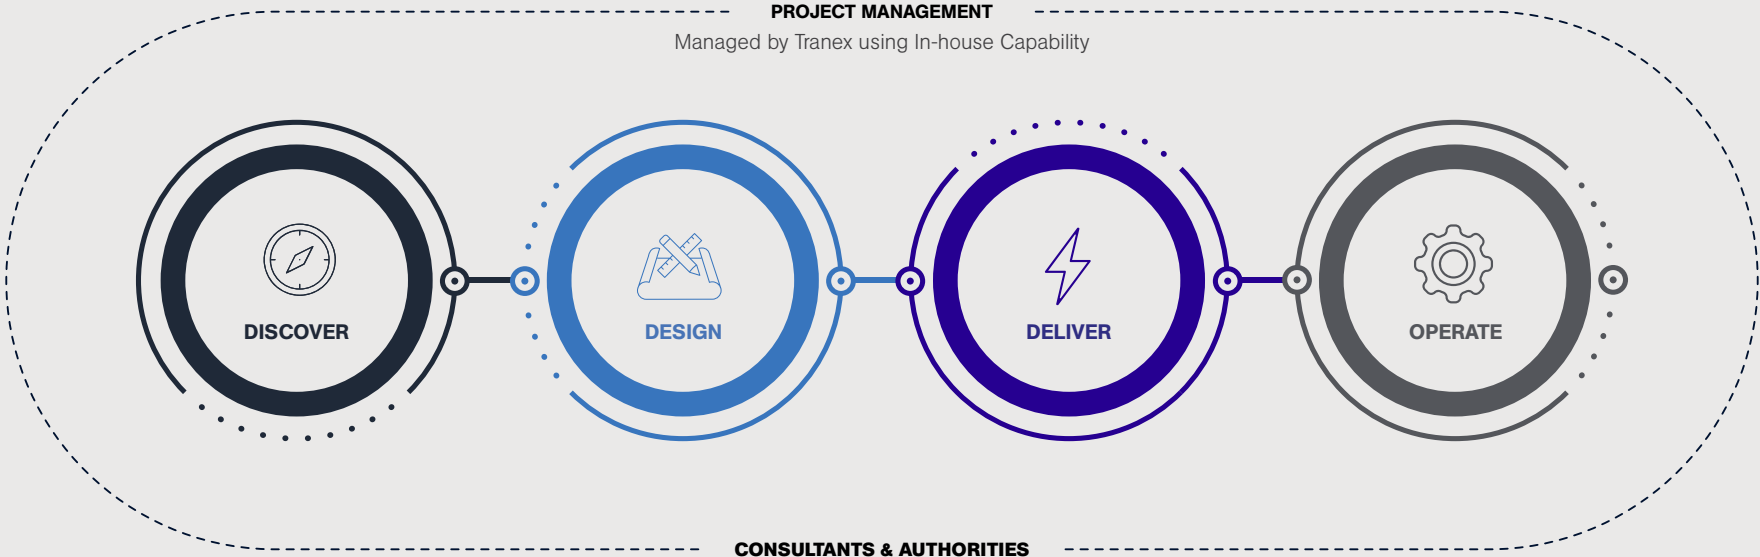 PROJECT MANAGEMENT
Managed by Tranex using In-house Capability
DISCOVER
DESIGN
DELIVER
OPERATE
CONSULTANTS & AUTHORITIES